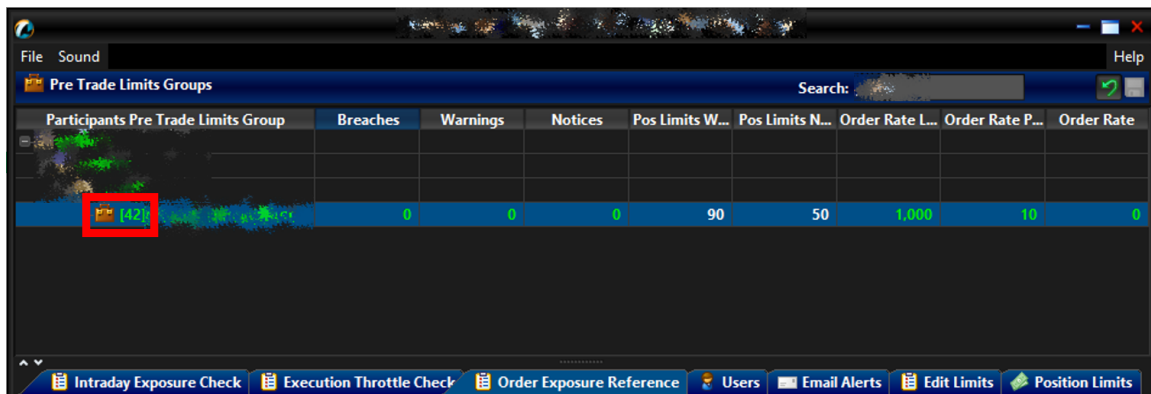 File Sound Help
Pre Trade Limits Groups Search:
Participants Pre Trade Limits Group Breaches Warnings Notices Pos Limits W... Pos Limits N... Order Rate L... Order Rate P... Order Rate
[42] 0 0 0 90 50 1,000 10 0
Intraday Exposure Check Execution Throttle Check Order Exposure Reference Users Email Alerts Edit Limits Position Limits